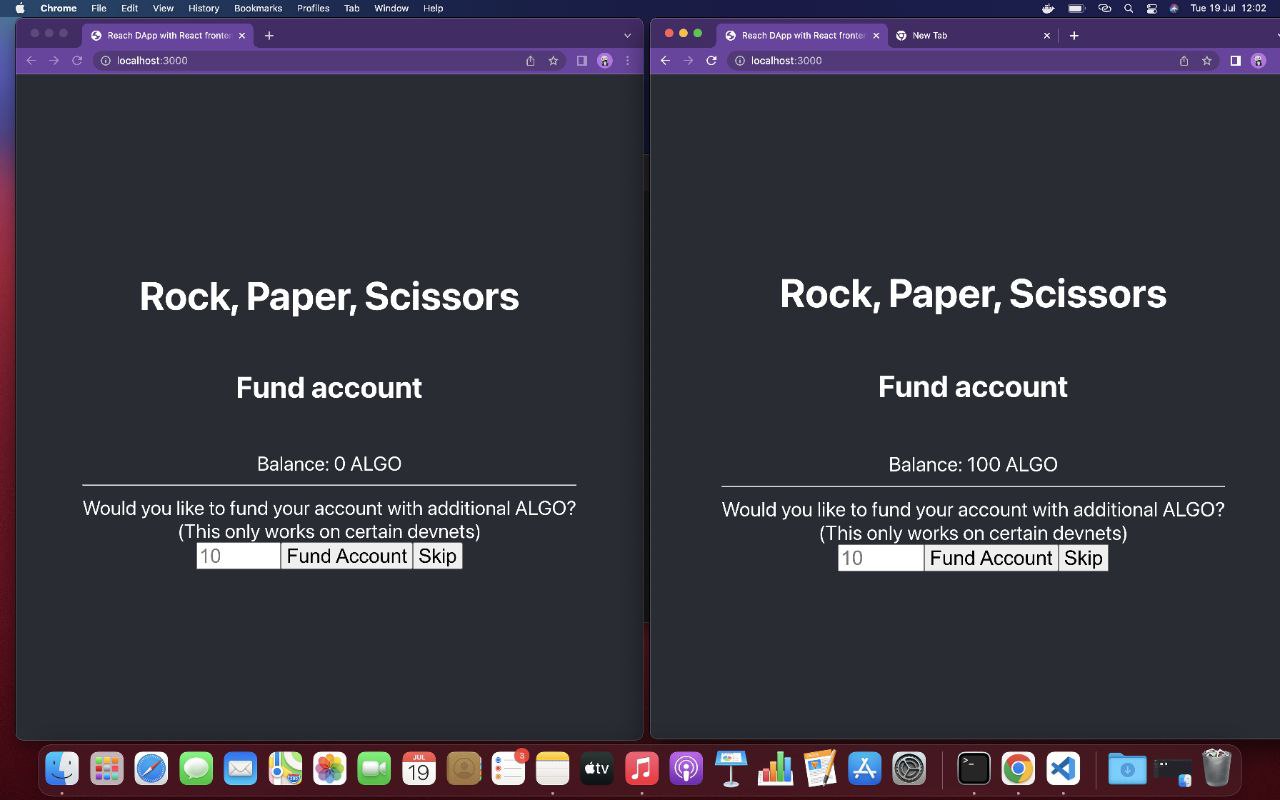 Chrome File Edit View History Bookmarks Profiles Tab Window Help Tue 19 Jul 12:02
Reach DApp with React fronten
localhost:3000
Rock, Paper, Scissors
Fund account
Balance: 0 ALGO
Would you like to fund your account with additional ALGO?
(This only works on certain devnets)
10 Fund Account Skip
Reach DApp with React fronten New Tab
localhost:3000
Rock, Paper, Scissors
Fund account
Balance: 100 ALGO
Would you like to fund your account with additional ALGO?
(This only works on certain devnets)
10 Fund Account Skip
JUL
19
3
tv